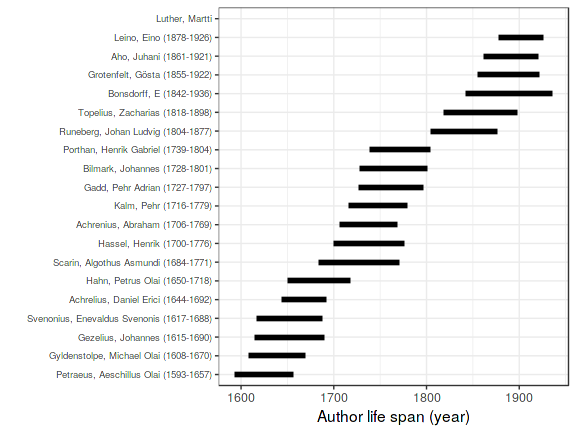 Luther, Martti
Leino, Eino (1878-1926)
Aho, Juhani (1861-1921)
Grotenfelt, Gösta (1855-1922)
Bonsdorff, E (1842-1936)
Topelius, Zacharias (1818-1898)
Runeberg, Johan Ludvig (1804-1877)
Porthan, Henrik Gabriel (1739-1804)
Bilmark, Johannes (1728-1801)
Gadd, Pehr Adrian (1727-1797)
Kalm, Pehr (1716-1779)
Achrenius, Abraham (1706-1769)
Hassel, Henrik (1700-1776)
Scarin, Algothus Asmundi (1684-1771)
Hahn, Petrus Olai (1650-1718)
Achrelius, Daniel Erici (1644-1692)
Svenonius, Enevaldus Svenonis (1617-1688)
Gezelius, Johannes (1615-1690)
Gyldenstolpe, Michael Olai (1608-1670)
Petraeus, Aeschillus Olai (1593-1657)
1600 1700 1800 1900
Author life span (year)